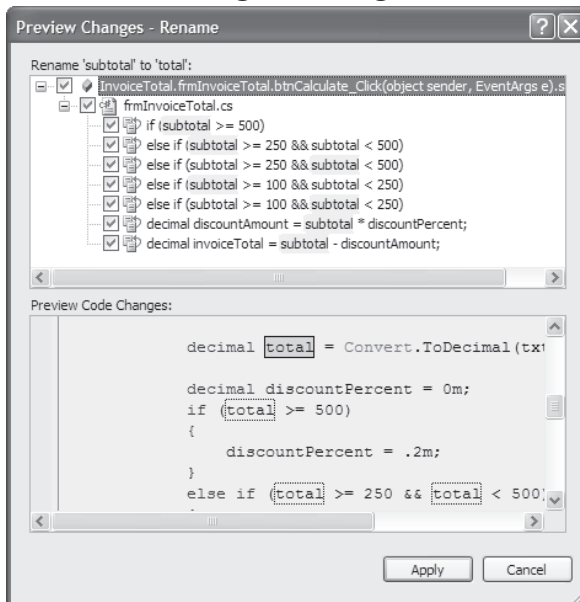 Preview Changes - Rename
Rename 'subtotal' to 'total':
InvoiceTotal.frmInvoiceTotal.btnCalculate_Click(object sender, EventArgs e).s
frmInvoiceTotal.cs
if (subtotal >= 500)
else if (subtotal >= 250 && subtotal < 500)
else if (subtotal >= 250 && subtotal < 500)
else if (subtotal >= 100 && subtotal < 250)
else if (subtotal >= 100 && subtotal < 250)
decimal discountAmount = subtotal * discountPercent;
decimal invoiceTotal = subtotal - discountAmount;
Preview Code Changes:
decimal total = Convert.ToDecimal(txt
decimal discountPercent = 0m;
if (total >= 500)
{
discountPercent = .2m;
}
else if (total >= 250 && total < 500)
Apply Cancel